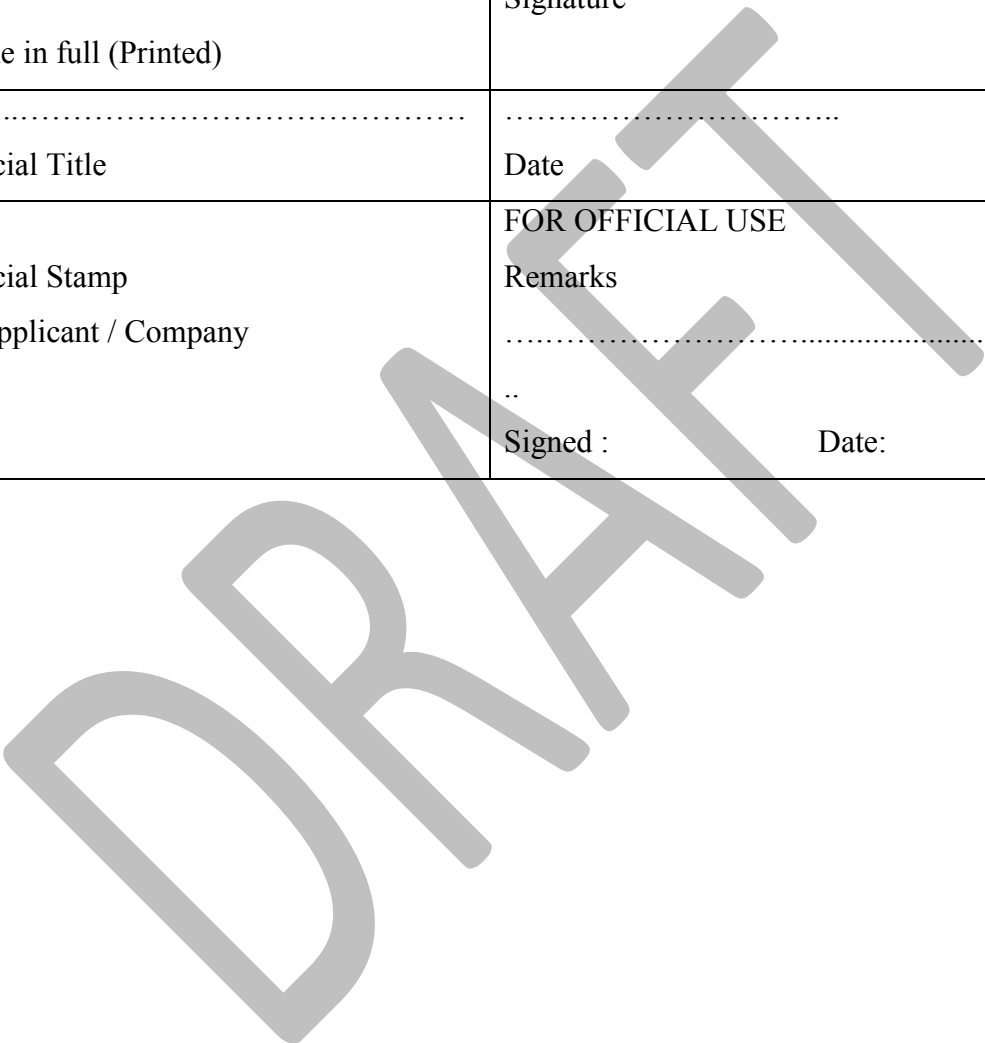 Signature
e in full (Printed)
..…………………………………… …………………………..
cial Title Date
FOR OFFICIAL USE
cial Stamp Remarks
pplicant / Company ….……………………......................
..
Signed : Date:
DRAFT